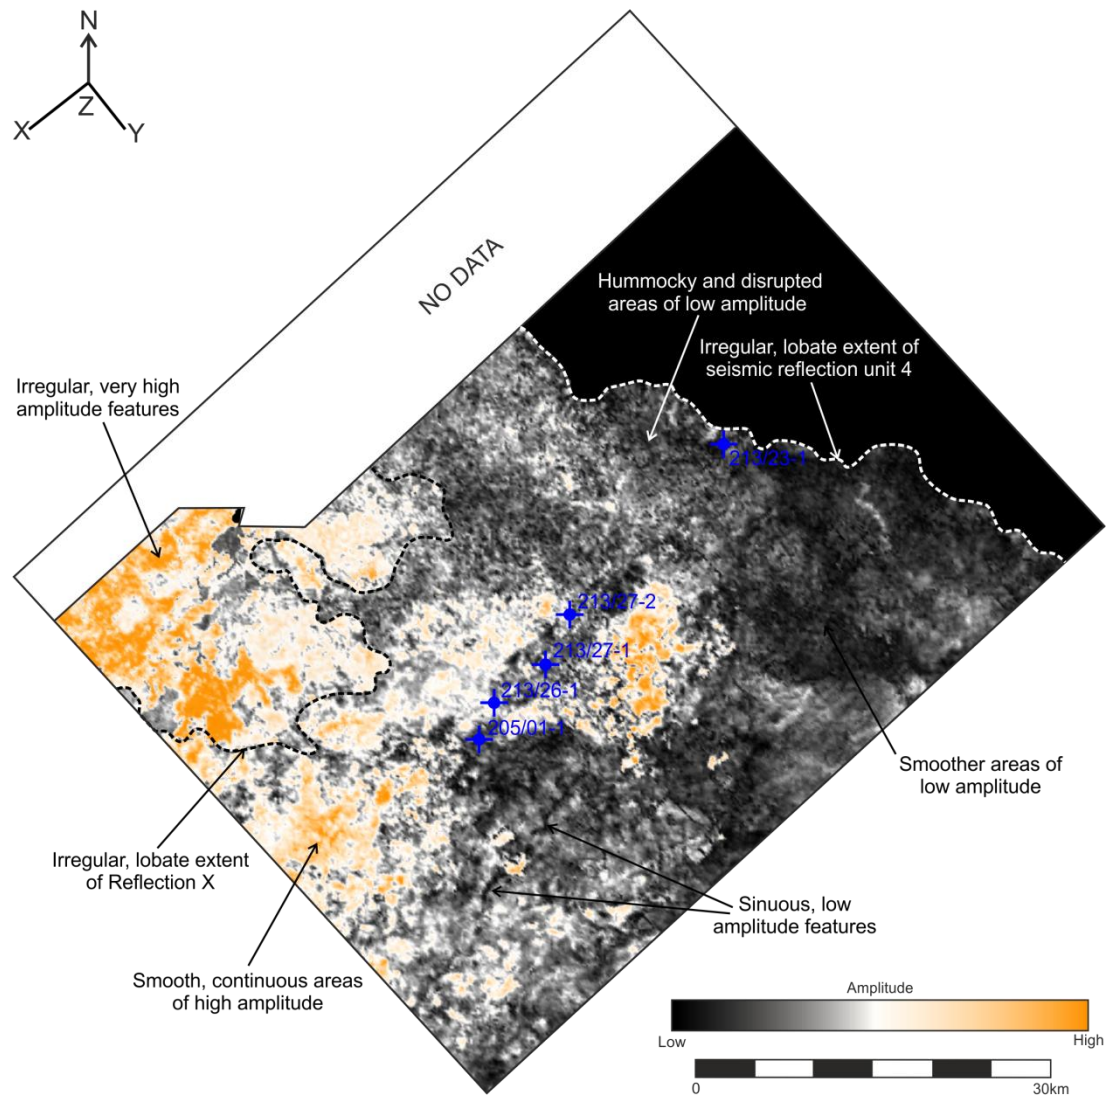 N
Z
X
Y
NO DATA
Hummocky and disrupted
areas of low amplitude
Irregular, lobate extent of
seismic reflection unit 4
Irregular, very high
amplitude features
213/23-1
213/27-2
213/27-1
213/26-1
205/01-1
Smoother areas of
low amplitude
Irregular, lobate extent
of Reflection X
Sinuous, low
amplitude features
Smooth, continuous areas
of high amplitude
Amplitude
Low
High
0
30km